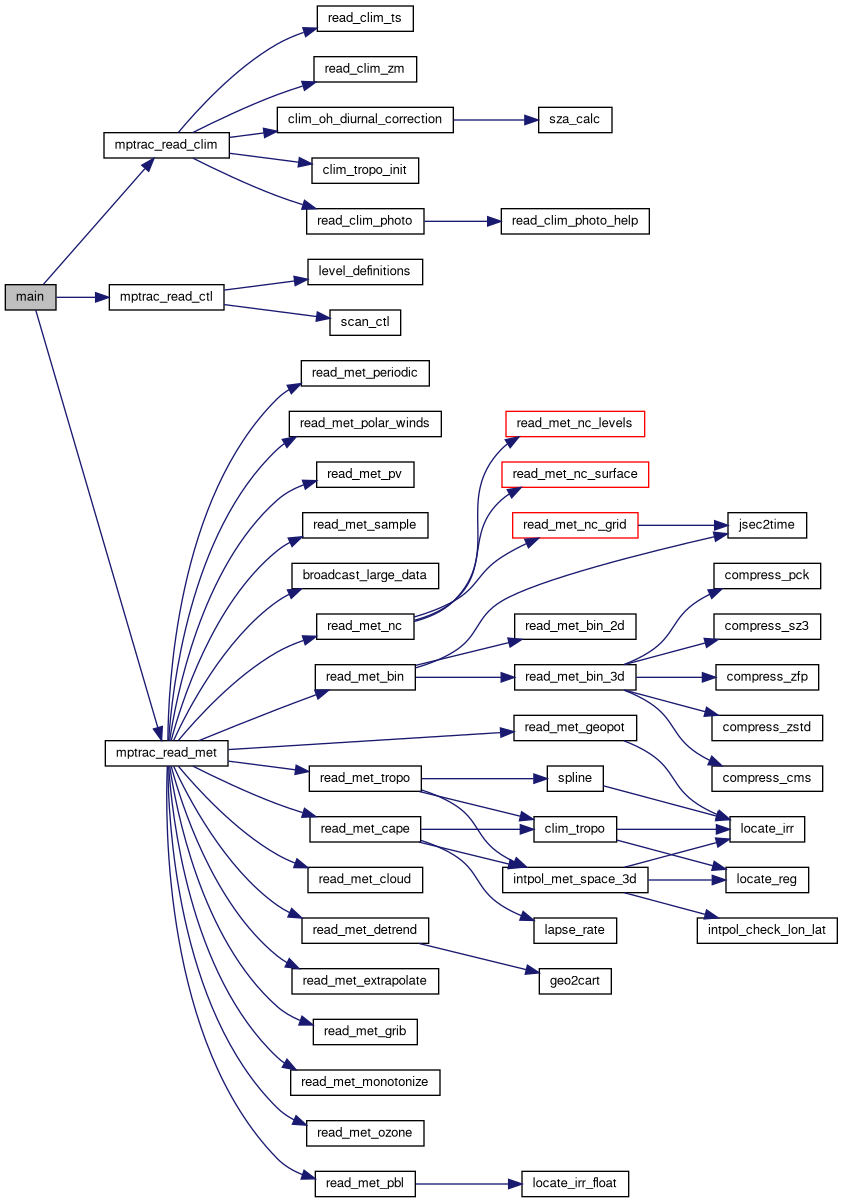 read_clim_ts
read_clim_zm
clim_oh_diurnal_correction
sza_calc
mptrac_read_clim
clim_tropo_init
read_clim_photo
read_clim_photo_help
level_definitions
main
mptrac_read_ctl
scan_ctl
read_met_periodic
read_met_polar_winds
read_met_nc_levels
read_met_pv
read_met_nc_surface
read_met_sample
read_met_nc_grid
jsec2time
broadcast_large_data
compress_pck
read_met_nc
read_met_bin_2d
compress_sz3
read_met_bin
read_met_bin_3d
compress_zfp
read_met_geopot
compress_zstd
mptrac_read_met
read_met_tropo
spline
compress_cms
read_met_cape
clim_tropo
locate_irr
read_met_cloud
intpol_met_space_3d
locate_reg
read_met_detrend
lapse_rate
intpol_check_lon_lat
read_met_extrapolate
geo2cart
read_met_grib
read_met_monotonize
read_met_ozone
read_met_pbl
locate_irr_float